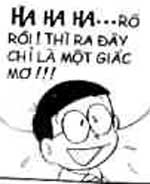 HA HA HA...RÕ
RỒI! THÌ RA ĐÂY
CHỈ LÀ MỘT GIẤC
MƠ!!!